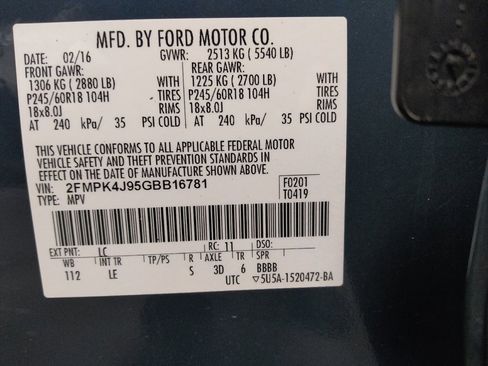 MFD. BY FORD MOTOR CO.
DATE: 02/16 GVWR: 2513 KG ( 5540 LB)
FRONT GAWR: REAR GAWR:
1306 KG ( 2880 LB) WITH 1225 KG ( 2700 LB) WITH
P245/60R18 104H TIRES P245/60R18 104H TIRES
18x8.0J RIMS 18x8.0J RIMS
AT 240 kPa/ 35 PSI COLD AT 240 kPa/ 35 PSI COLD
THIS VEHICLE CONFORMS TO ALL APPLICABLE FEDERAL MOTOR
VEHICLE SAFETY AND THEFT PREVENTION STANDARDS IN
EFFECT ON THE DATE OF MANUFACTURE SHOWN ABOVE.
VIN: 2FMPK4J95GBB16781 F0201
TYPE: MPV T0419
EXT PNT: LC RC: 11 DSO:
WB INT TR TP/PS R AXLE TR SPR
112 LE S 3D 6 BBBB
UTC ▽5U5A-1520472-BA